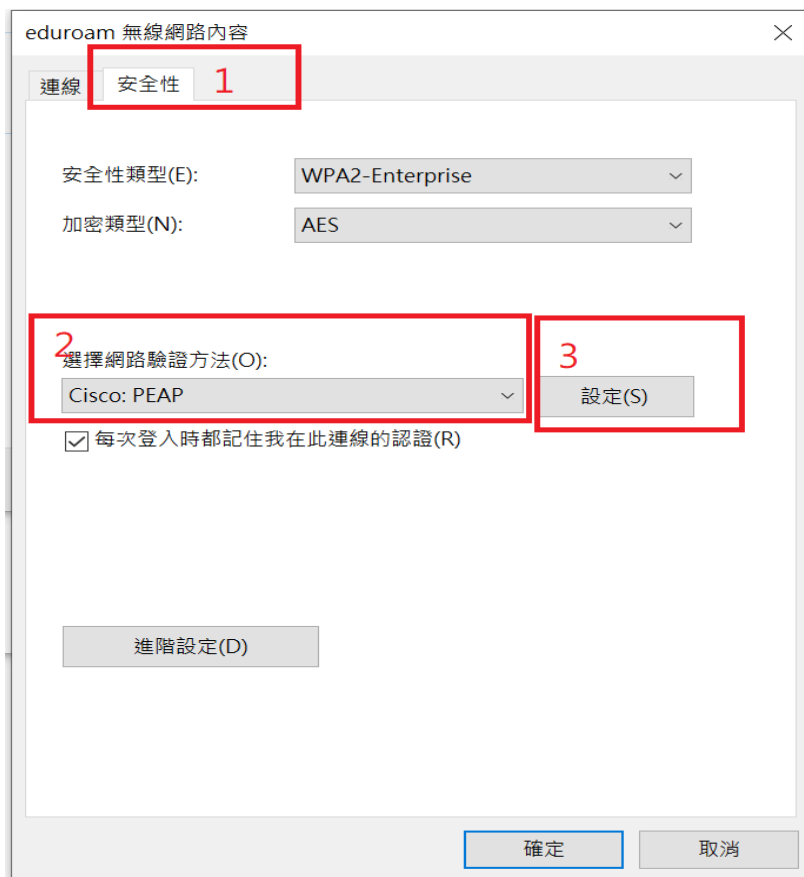 eduroam 無線網路內容
連線 安全性 1
安全性類型(E): WPA2-Enterprise
加密類型(N): AES
2 3
選擇網路驗證方法(O):
Cisco: PEAP 設定(S)
每次登入時都記住我在此連線的認證(R)
進階設定(D)
確定 取消